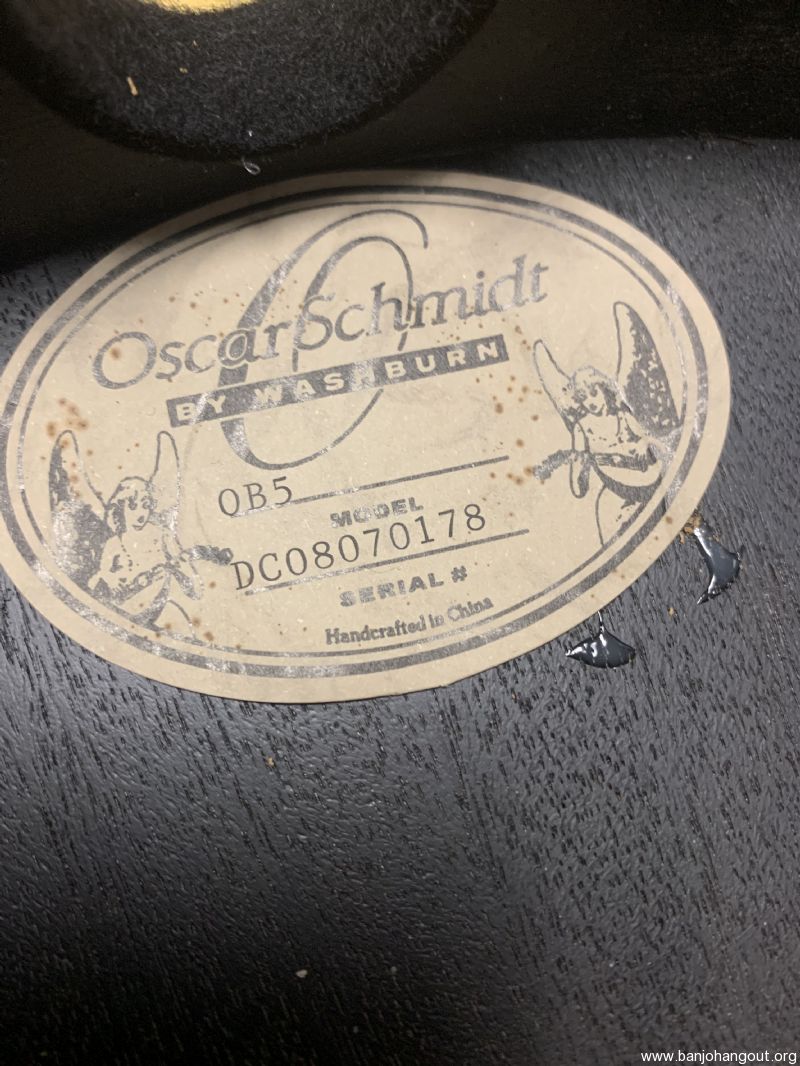 Oscar Schmidt
BY WASHBURN
OB5
MODEL
DC08070178
SERIAL #
Handcrafted in China
www.banjohangout.org